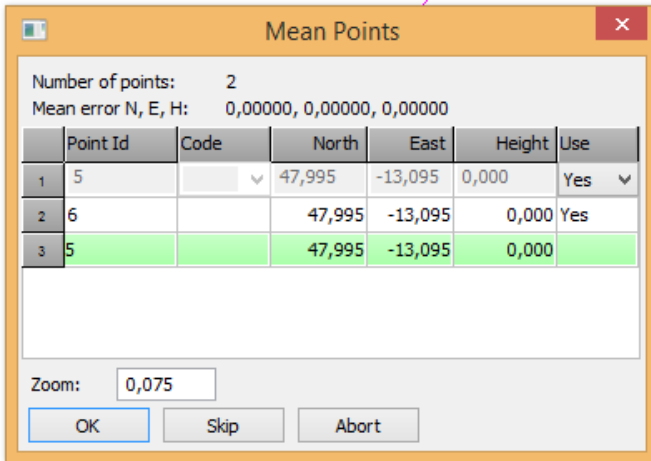 Mean Points
Number of points: 2
Mean error N, E, H: 0,00000, 0,00000, 0,00000
Point Id Code North East Height Use
1 5 47,995 -13,095 0,000 Yes
2 6 47,995 -13,095 0,000 Yes
3 5 47,995 -13,095 0,000
Zoom: 0,075
OK Skip Abort